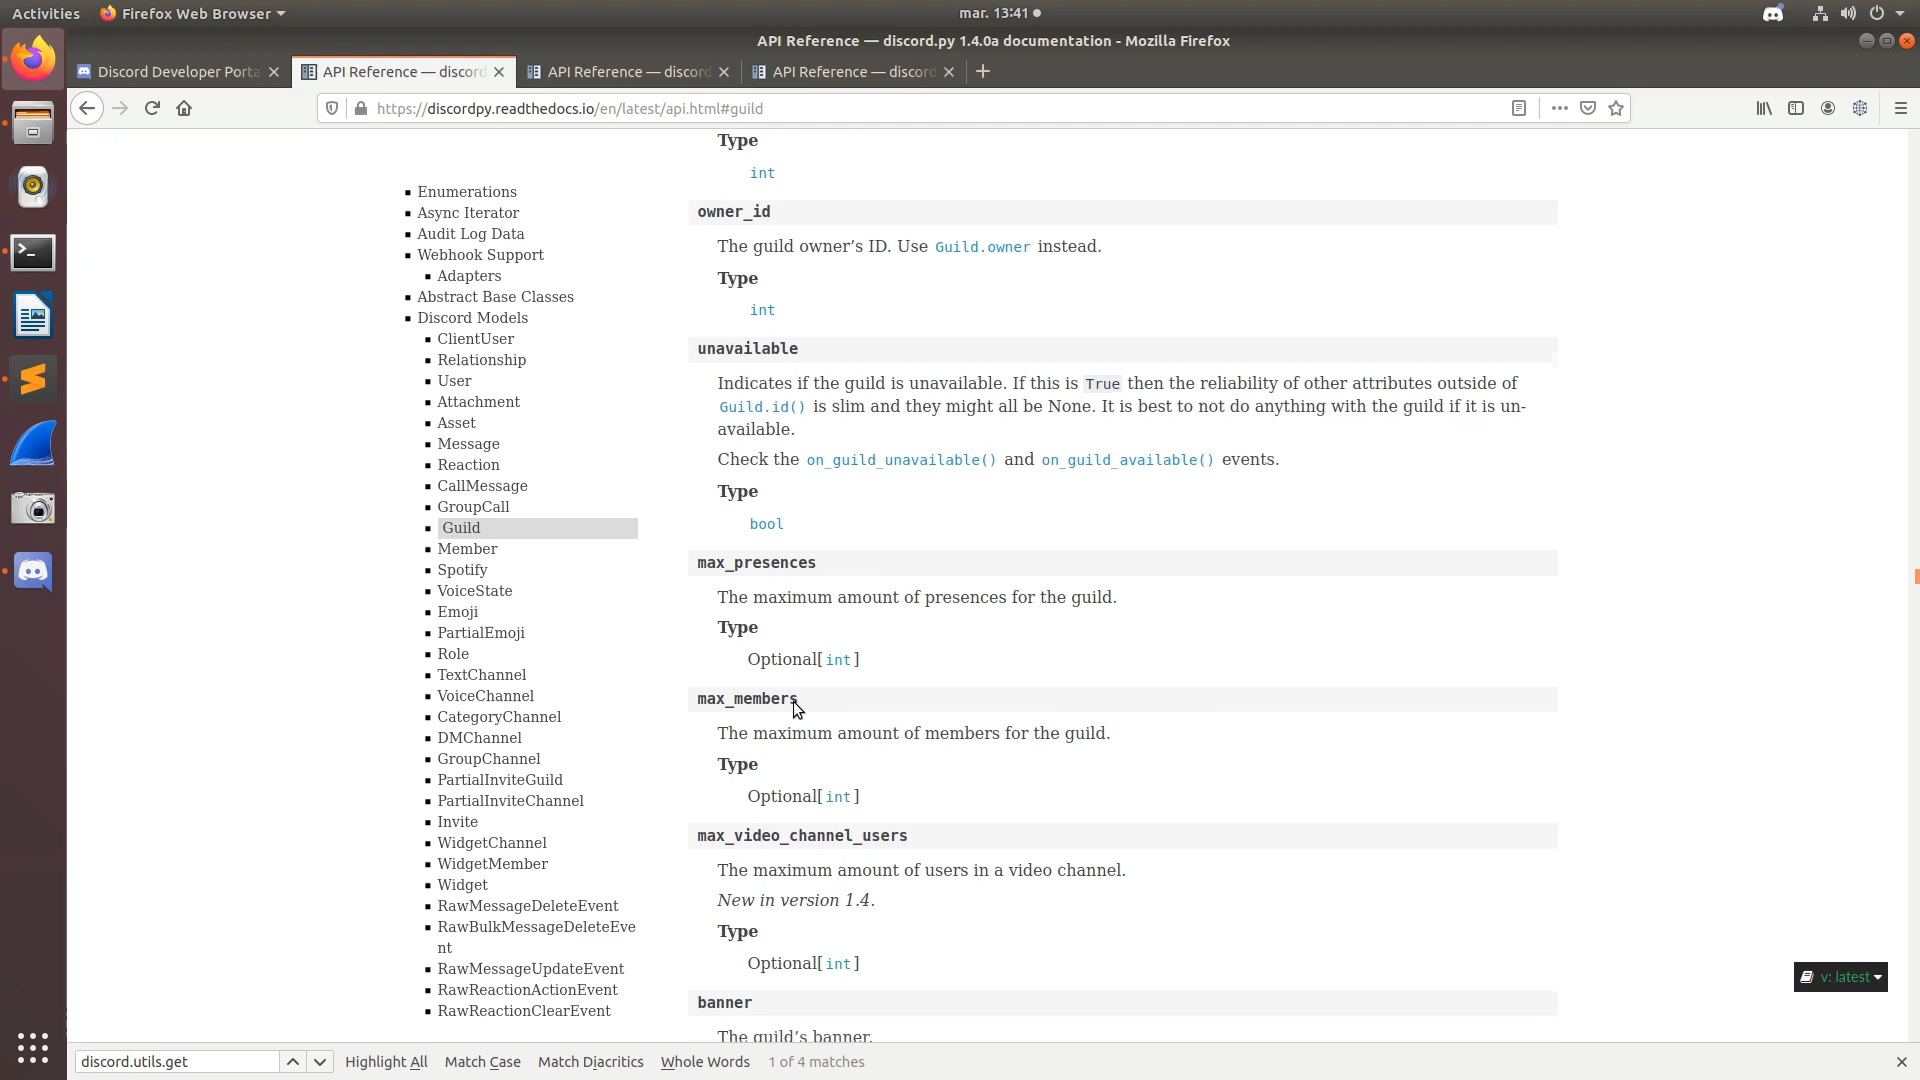 Activities
Firefox Web Browser
mar. 13:41
API Reference — discord.py 1.4.0a documentation - Mozilla Firefox
Discord Developer Porta
API Reference — discord
API Reference — discord
API Reference — discord
https://discordpy.readthedocs.io/en/latest/api.html#guild
Enumerations
Async Iterator
Audit Log Data
Webhook Support
Adapters
Abstract Base Classes
Discord Models
ClientUser
Relationship
User
Attachment
Asset
Message
Reaction
CallMessage
GroupCall
Guild
Member
Spotify
VoiceState
Emoji
PartialEmoji
Role
TextChannel
VoiceChannel
CategoryChannel
DMChannel
GroupChannel
PartialInviteGuild
PartialInviteChannel
Invite
WidgetChannel
WidgetMember
Widget
RawMessageDeleteEvent
RawBulkMessageDeleteEve
nt
RawMessageUpdateEvent
RawReactionActionEvent
RawReactionClearEvent
Type
int
owner_id
The guild owner’s ID. Use Guild.owner instead.
Type
int
unavailable
Indicates if the guild is unavailable. If this is True then the reliability of other attributes outside of
Guild.id() is slim and they might all be None. It is best to not do anything with the guild if it is un-
available.
Check the on_guild_unavailable() and on_guild_available() events.
Type
bool
max_presences
The maximum amount of presences for the guild.
Type
Optional[int]
max_members
The maximum amount of members for the guild.
Type
Optional[int]
max_video_channel_users
The maximum amount of users in a video channel.
New in version 1.4.
Type
Optional[int]
banner
The guild’s banner.
v: latest
discord.utils.get
Highlight All
Match Case
Match Diacritics
Whole Words
1 of 4 matches